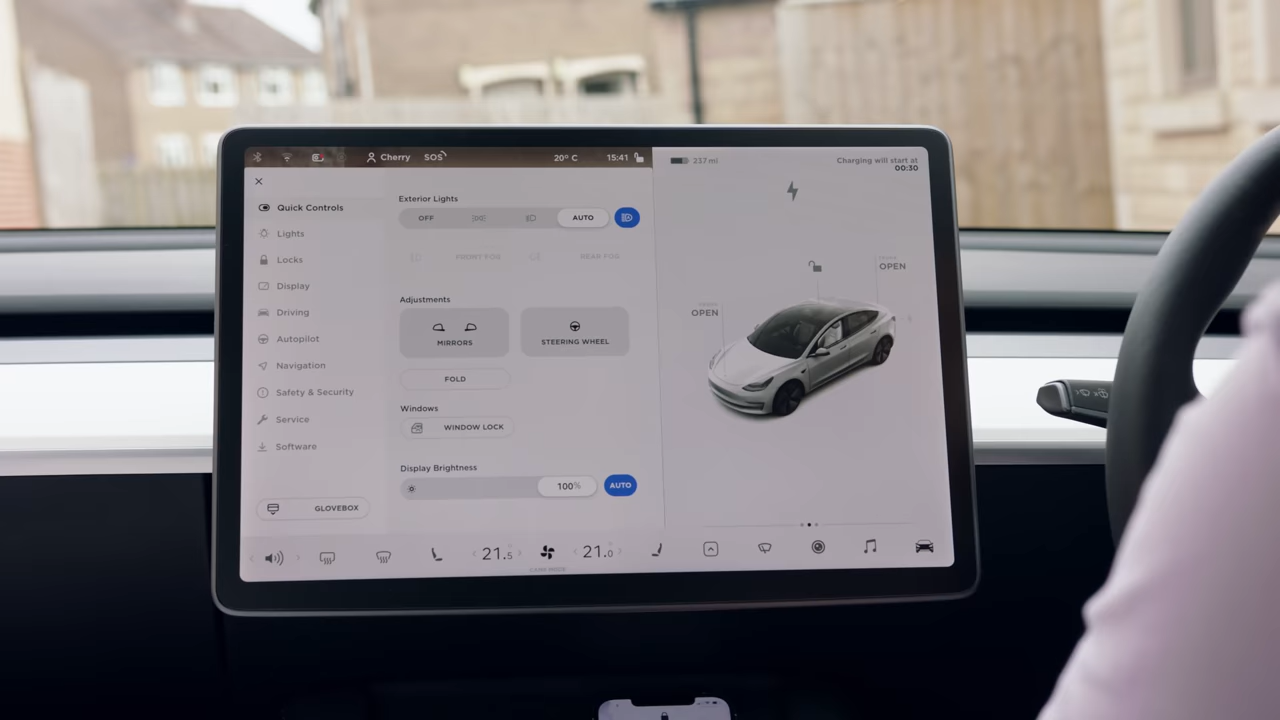 Cherry SOS 20° C 15:41
Quick Controls
Lights
Locks
Display
Driving
Autopilot
Navigation
Safety & Security
Service
Software
GLOVEBOX
Exterior Lights
OFF AUTO
FRONT FOG REAR FOG
Adjustments
MIRRORS STEERING WHEEL
FOLD
Windows
WINDOW LOCK
Display Brightness
100% AUTO
237 mi
Charging will start at
00:30
OPEN
OPEN
21.5 21.0